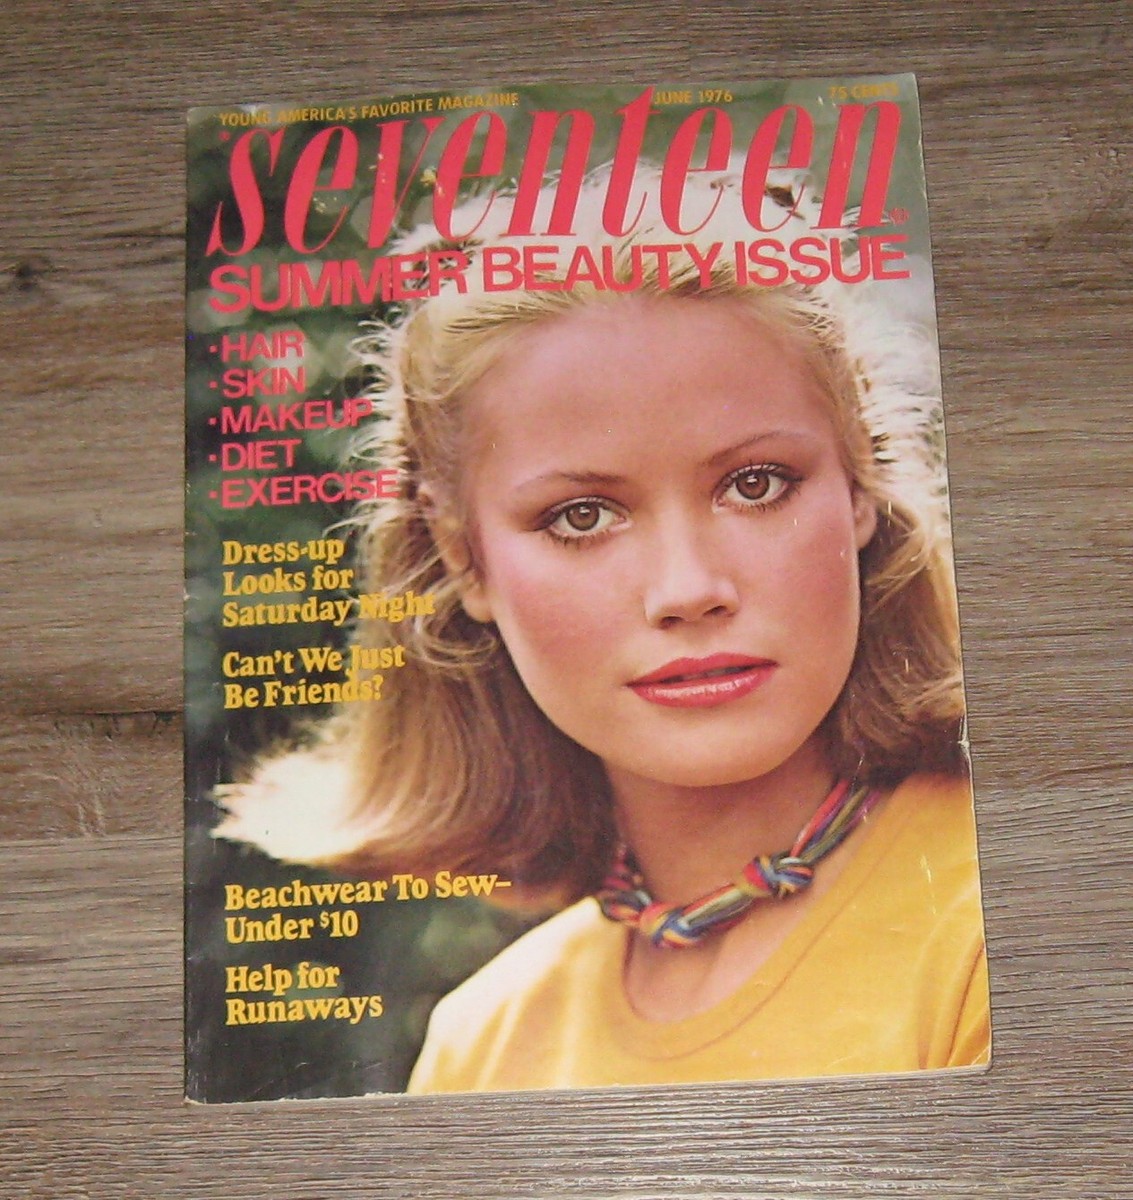 YOUNG AMERICA'S FAVORITE MAGAZINE JUNE 1976 75 CENTS
seventeen
SUMMER BEAUTY ISSUE
·HAIR
·SKIN
·MAKEUP
·DIET
·EXERCISE
Dress-up
Looks for
Saturday Night
Can't We Just
Be Friends?
Beachwear To Sew–
Under $10
Help for
Runaways